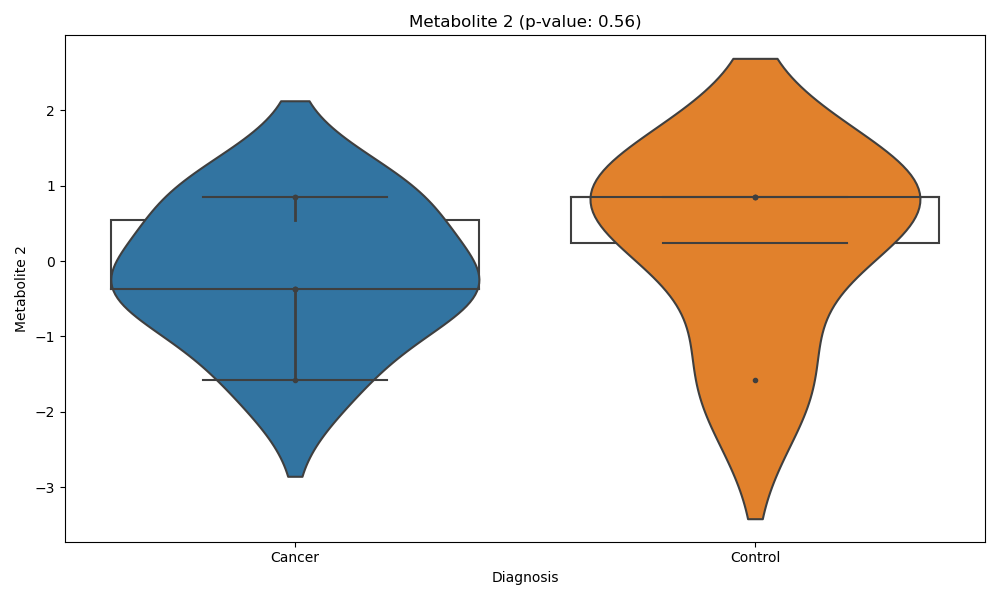 Metabolite 2 (p-value: 0.56)
Metabolite 2
2
1
0
−1
−2
−3
Cancer
Control
Diagnosis